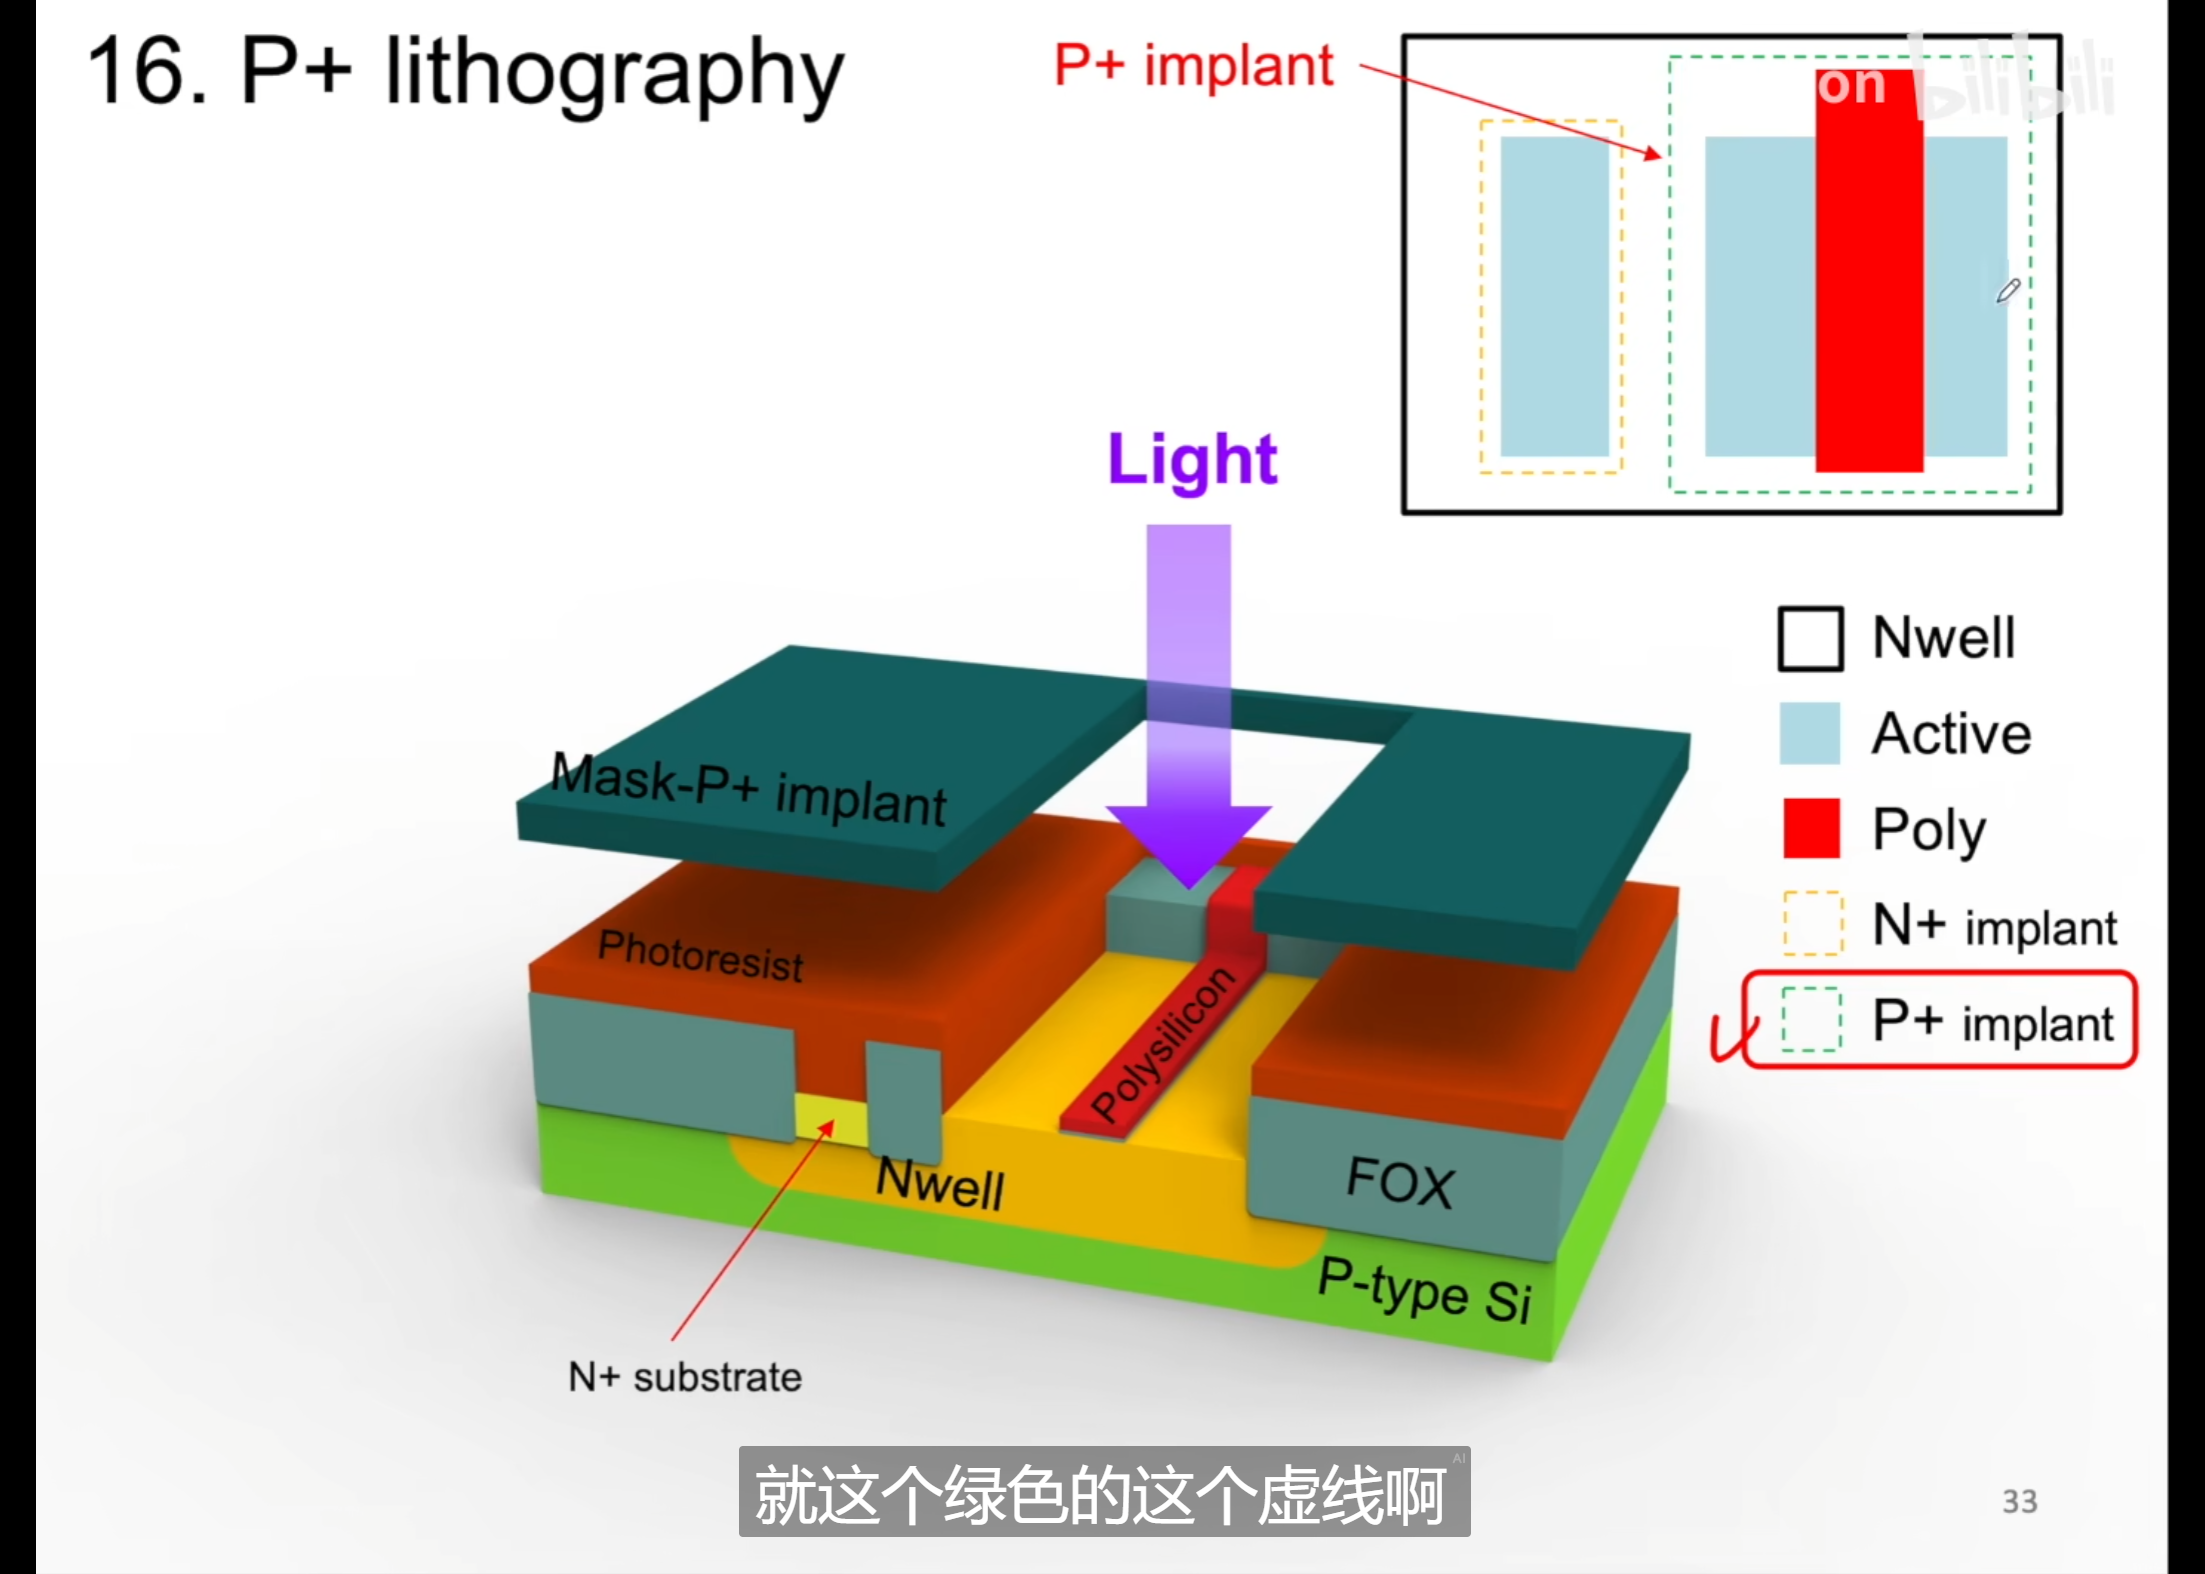 16. P+ lithography
P+ implant
on bilibili
Light
Nwell
Active
Poly
N+ implant
P+ implant
Mask-P+ implant
Photoresist
Polysilicon
Nwell
FOX
P-type Si
N+ substrate
就这个绿色的这个虚线啊
AI
33